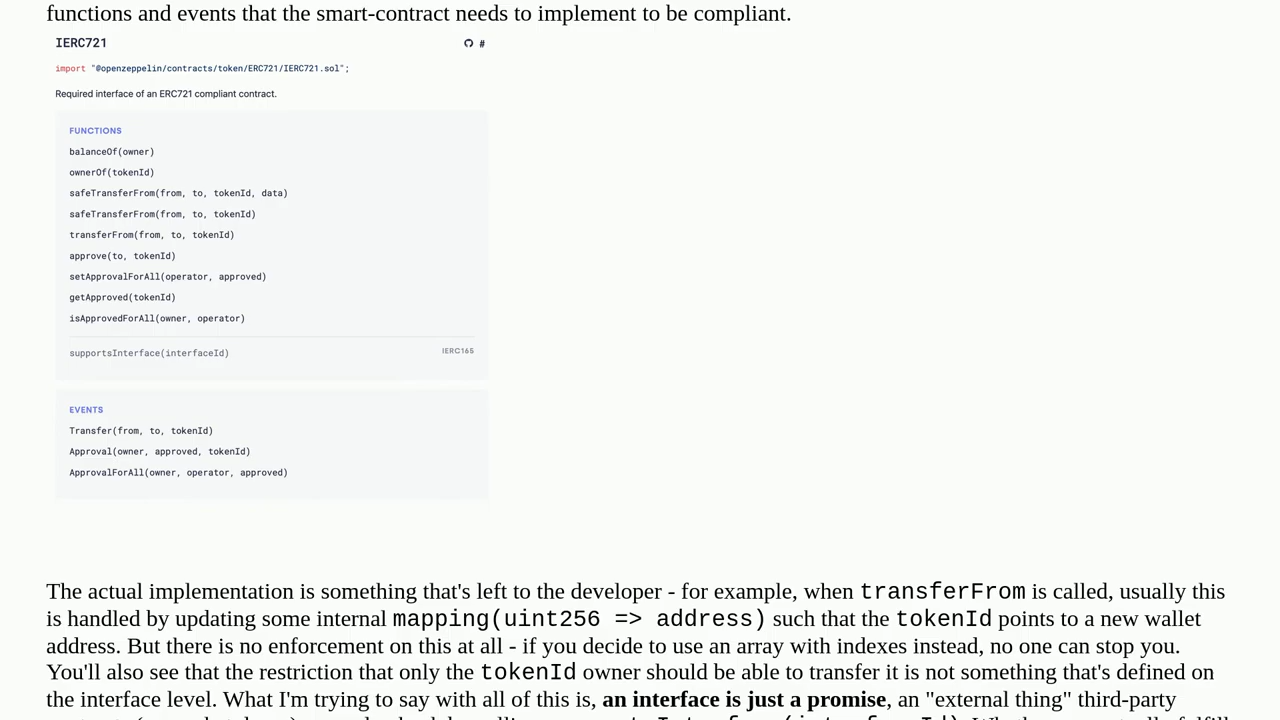 functions and events that the smart-contract needs to implement to be compliant.
IERC721 #
import "@openzeppelin/contracts/token/ERC721/IERC721.sol";
Required interface of an ERC721 compliant contract.
FUNCTIONS
balanceOf(owner)
ownerOf(tokenId)
safeTransferFrom(from, to, tokenId, data)
safeTransferFrom(from, to, tokenId)
transferFrom(from, to, tokenId)
approve(to, tokenId)
setApprovalForAll(operator, approved)
getApproved(tokenId)
isApprovedForAll(owner, operator)
supportsInterface(interfaceId) IERC165
EVENTS
Transfer(from, to, tokenId)
Approval(owner, approved, tokenId)
ApprovalForAll(owner, operator, approved)
The actual implementation is something that's left to the developer - for example, when transferFrom is called, usually this
is handled by updating some internal mapping(uint256 => address) such that the tokenId points to a new wallet
address. But there is no enforcement on this at all - if you decide to use an array with indexes instead, no one can stop you.
You'll also see that the restriction that only the tokenId owner should be able to transfer it is not something that's defined on
the interface level. What I'm trying to say with all of this is, an interface is just a promise, an "external thing" third-party